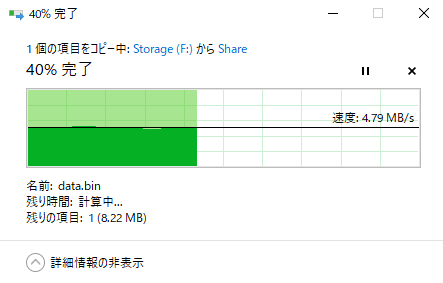 40% 完了
1 個の項目をコピー中: Storage (F:) から Share
40% 完了
速度: 4.79 MB/s
名前: data.bin
残り時間: 計算中...
残りの項目: 1 (8.22 MB)
詳細情報の非表示